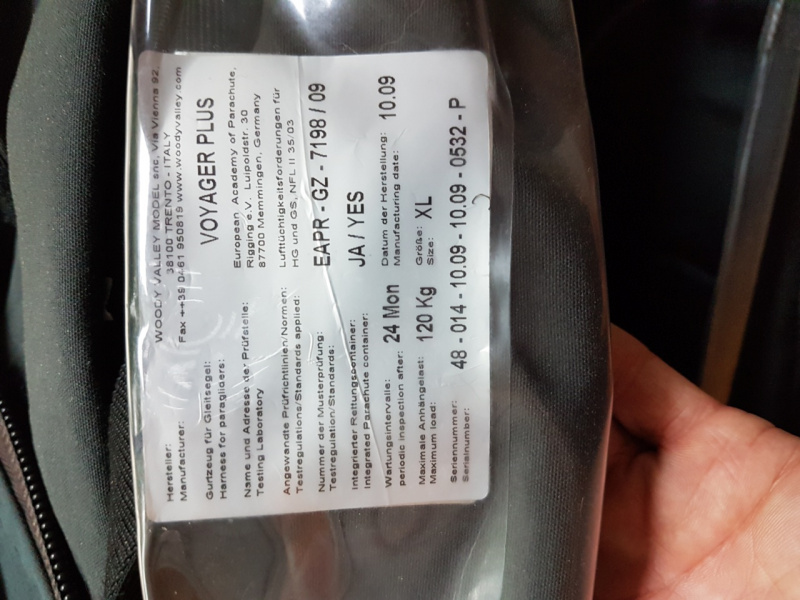 Hersteller: WOODY VALLEY MODEL snc, Via Vienna 92
Manufacturer: 38100 TRENTO - ITALY
Fax ++39 0461 950819 www.woodyvalley.com
Gurtzeug für Gleitsegel: VOYAGER PLUS
Harness for paragliders:
Name und Adresse der Prüfstelle: European Academy of Parachute,
Testing Laboratory Rigging e.V. Luipoldstr. 30
87700 Memmingen, Germany
Angewandte Prüfrichtlinien/Normen: Lufttüchtigkeitsforderungen für
Testregulations/Standards applied: HG und GS, NFL II 35/03
Nummer der Musterprüfung: EAPR - GZ - 7198 / 09
Testregulation/Standards:
Integrierter Rettungscontainer: JA / YES
Integrated Parachute container:
Wartungsintervalle: 24 Mon Datum der Herstellung: 10.09
periodic inspection after: Manufacturing date:
Maximale Anhängelast: 120 Kg Größe: XL
Maximum load: Size:
Seriennummer: 48 - 014 - 10.09 - 10.09 - 0532 - P
Serialnumber: